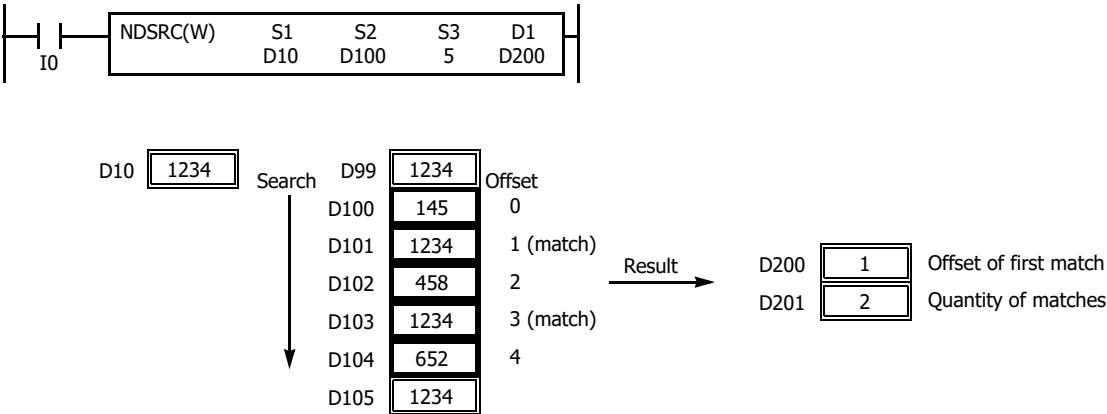 NDSRC(W) S1 S2 S3 D1
I0 D10 D100 5 D200
D10 1234 Search D99 1234 Offset
D100 145 0
D101 1234 1 (match)
D102 458 2
D103 1234 3 (match)
D104 652 4
D105 1234
Result
D200 1 Offset of first match
D201 2 Quantity of matches